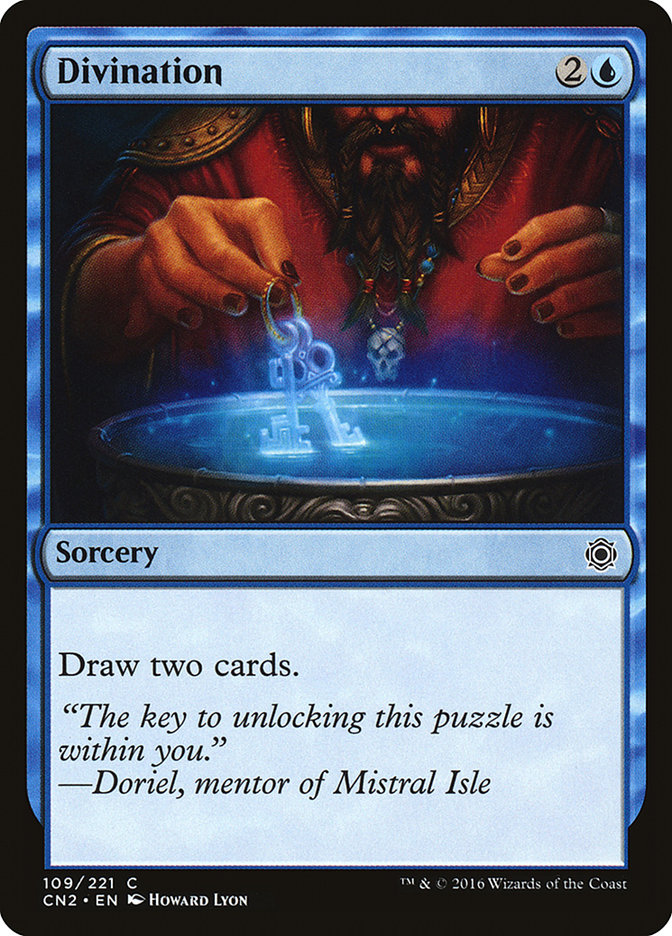 Divination 2
Sorcery
Draw two cards.
“The key to unlocking this puzzle is
within you.”
—Doriel, mentor of Mistral Isle
109/221 C
CN2 • EN Howard Lyon
™ & © 2016 Wizards of the Coast